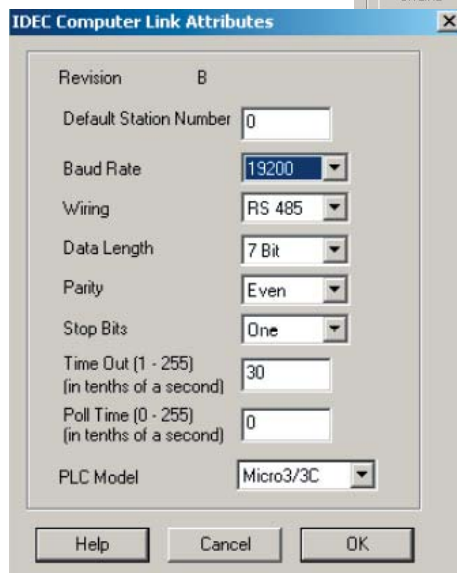 IDEC Computer Link Attributes
Revision B
Default Station Number 0
Baud Rate 19200
Wiring RS 485
Data Length 7 Bit
Parity Even
Stop Bits One
Time Out (1 - 255)
(in tenths of a second) 30
Poll Time (0 - 255)
(in tenths of a second) 0
PLC Model Micro3/3C
Help Cancel OK